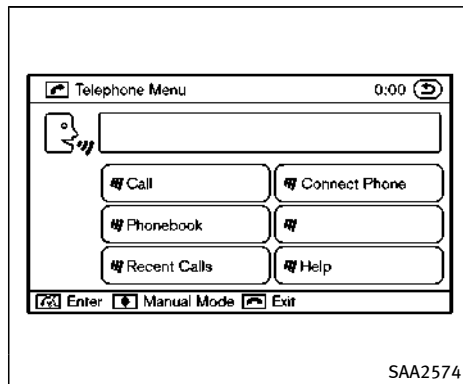 Telephone Menu 0:00
Call
Connect Phone
Phonebook
Recent Calls
Help
Enter Manual Mode Exit
SAA2574